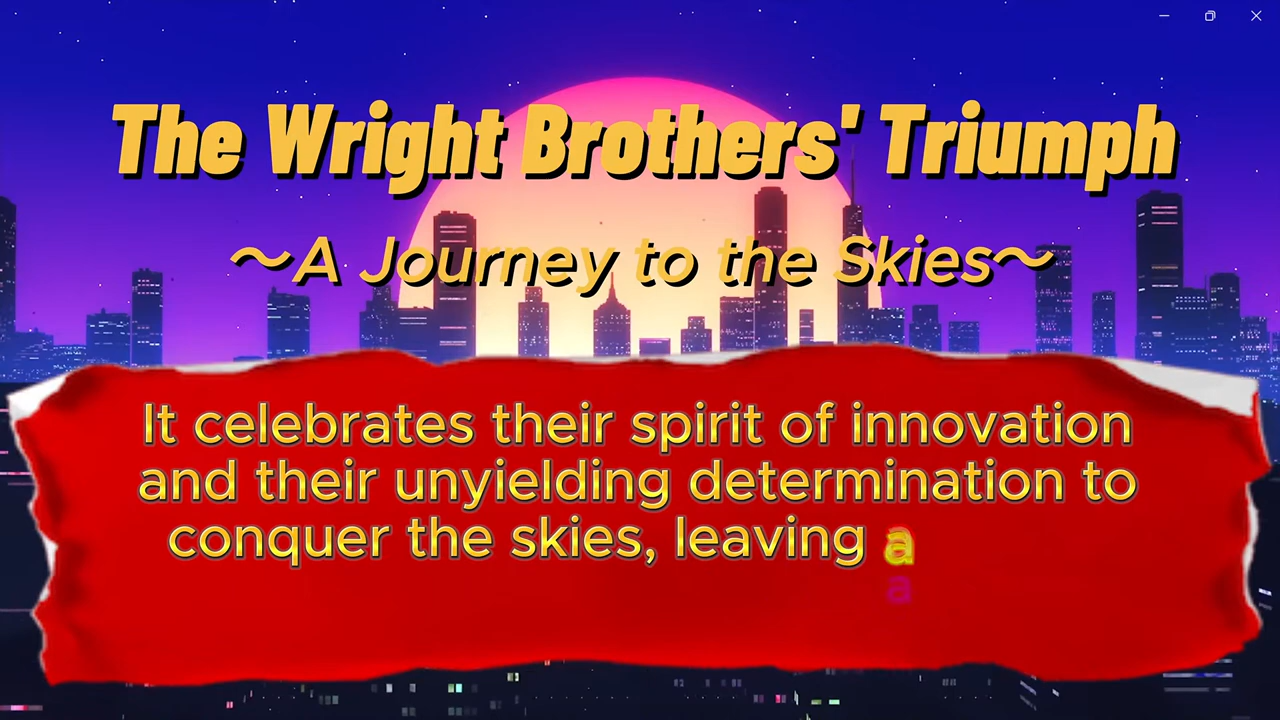 The Wright Brothers' Triumph
～A Journey to the Skies～
It celebrates their spirit of innovation
and their unyielding determination to
conquer the skies, leaving a
a